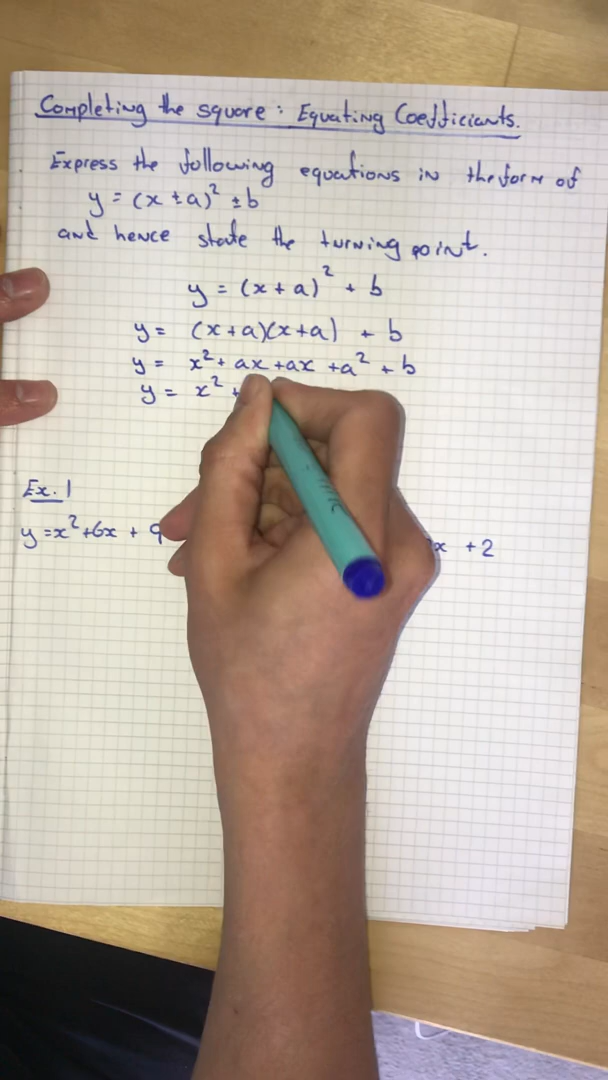 Completing the square : Equating Coefficients.
Express the following equations in the form of
y = (x ± a)² ± b
and hence state the turning point.
y = (x + a)² + b
y = (x+a)(x+a) + b
y = x² + ax + ax + a² + b
y = x² +
Ex. 1
y = x² + 6x + 9
x + 2